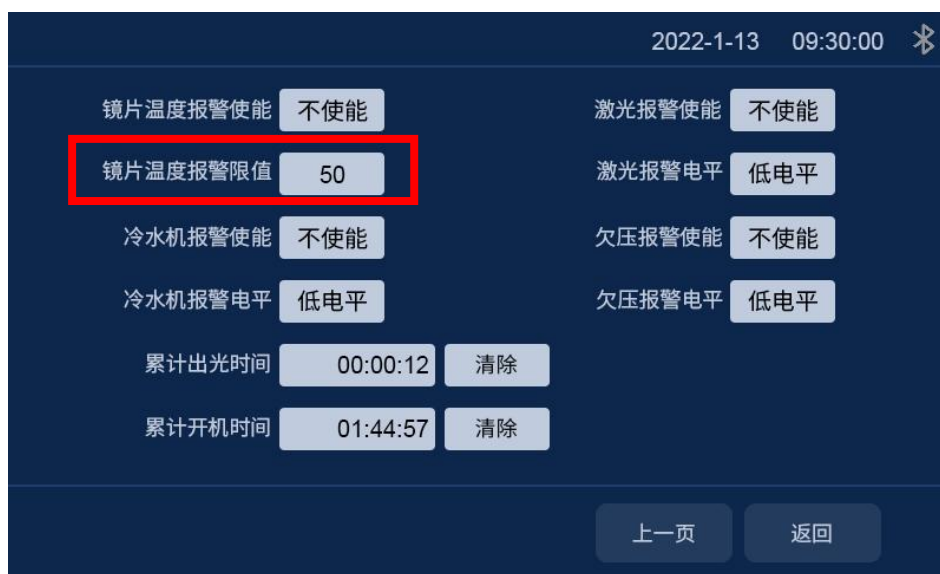 2022-1-13 09:30:00
镜片温度报警使能 不使能 激光报警使能 不使能
镜片温度报警限值 50 激光报警电平 低电平
冷水机报警使能 不使能 欠压报警使能 不使能
冷水机报警电平 低电平 欠压报警电平 低电平
累计出光时间 00:00:12 清除
累计开机时间 01:44:57 清除
上一页 返回